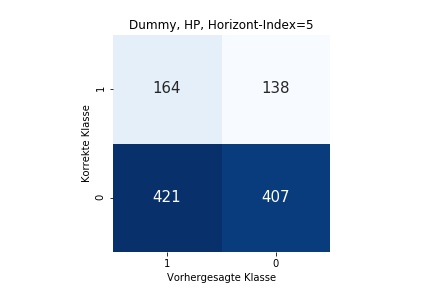 Dummy, HP, Horizont-Index=5
Korrekte Klasse
1
164 138
0
421 407
1 0
Vorhergesagte Klasse